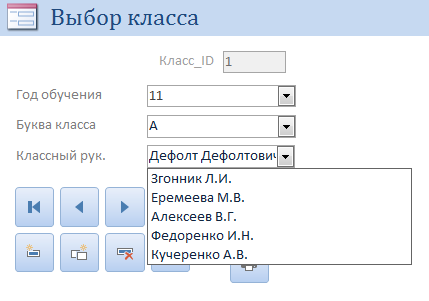 Выбор класса
Класс_ID 1
Год обучения 11
Буква класса А
Классный рук. Дефолт Дефолтович
Згонник Л.И.
Еремеева М.В.
Алексеев В.Г.
Федоренко И.Н.
Кучеренко А.В.